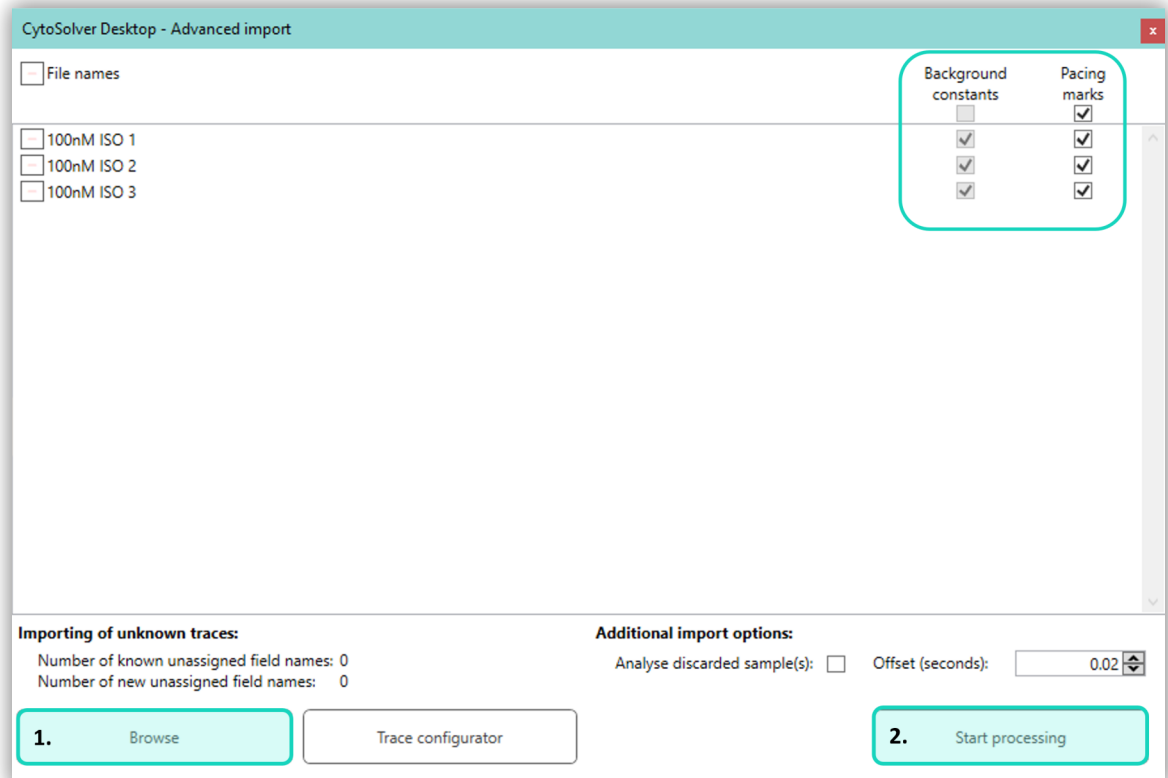 CytoSolver Desktop - Advanced import
x
File names
Background constants
Pacing marks
100nM ISO 1
100nM ISO 2
100nM ISO 3
Importing of unknown traces:
Number of known unassigned field names: 0
Number of new unassigned field names: 0
Additional import options:
Analyse discarded sample(s):
Offset (seconds):
0.02
1. Browse
Trace configurator
2. Start processing